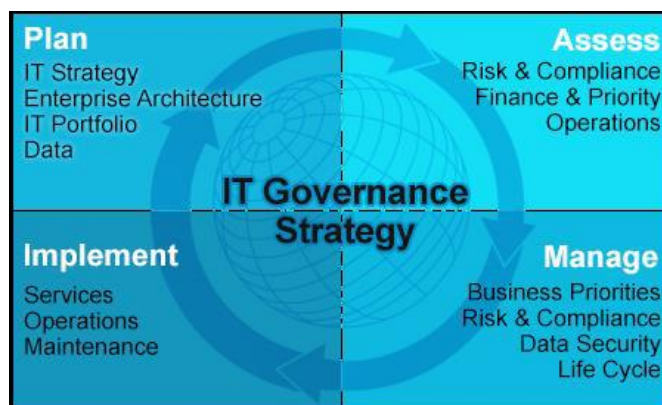 Plan
IT Strategy
Enterprise Architecture
IT Portfolio
Data
Assess
Risk & Compliance
Finance & Priority
Operations
IT Governance
Strategy
Implement
Services
Operations
Maintenance
Manage
Business Priorities
Risk & Compliance
Data Security
Life Cycle